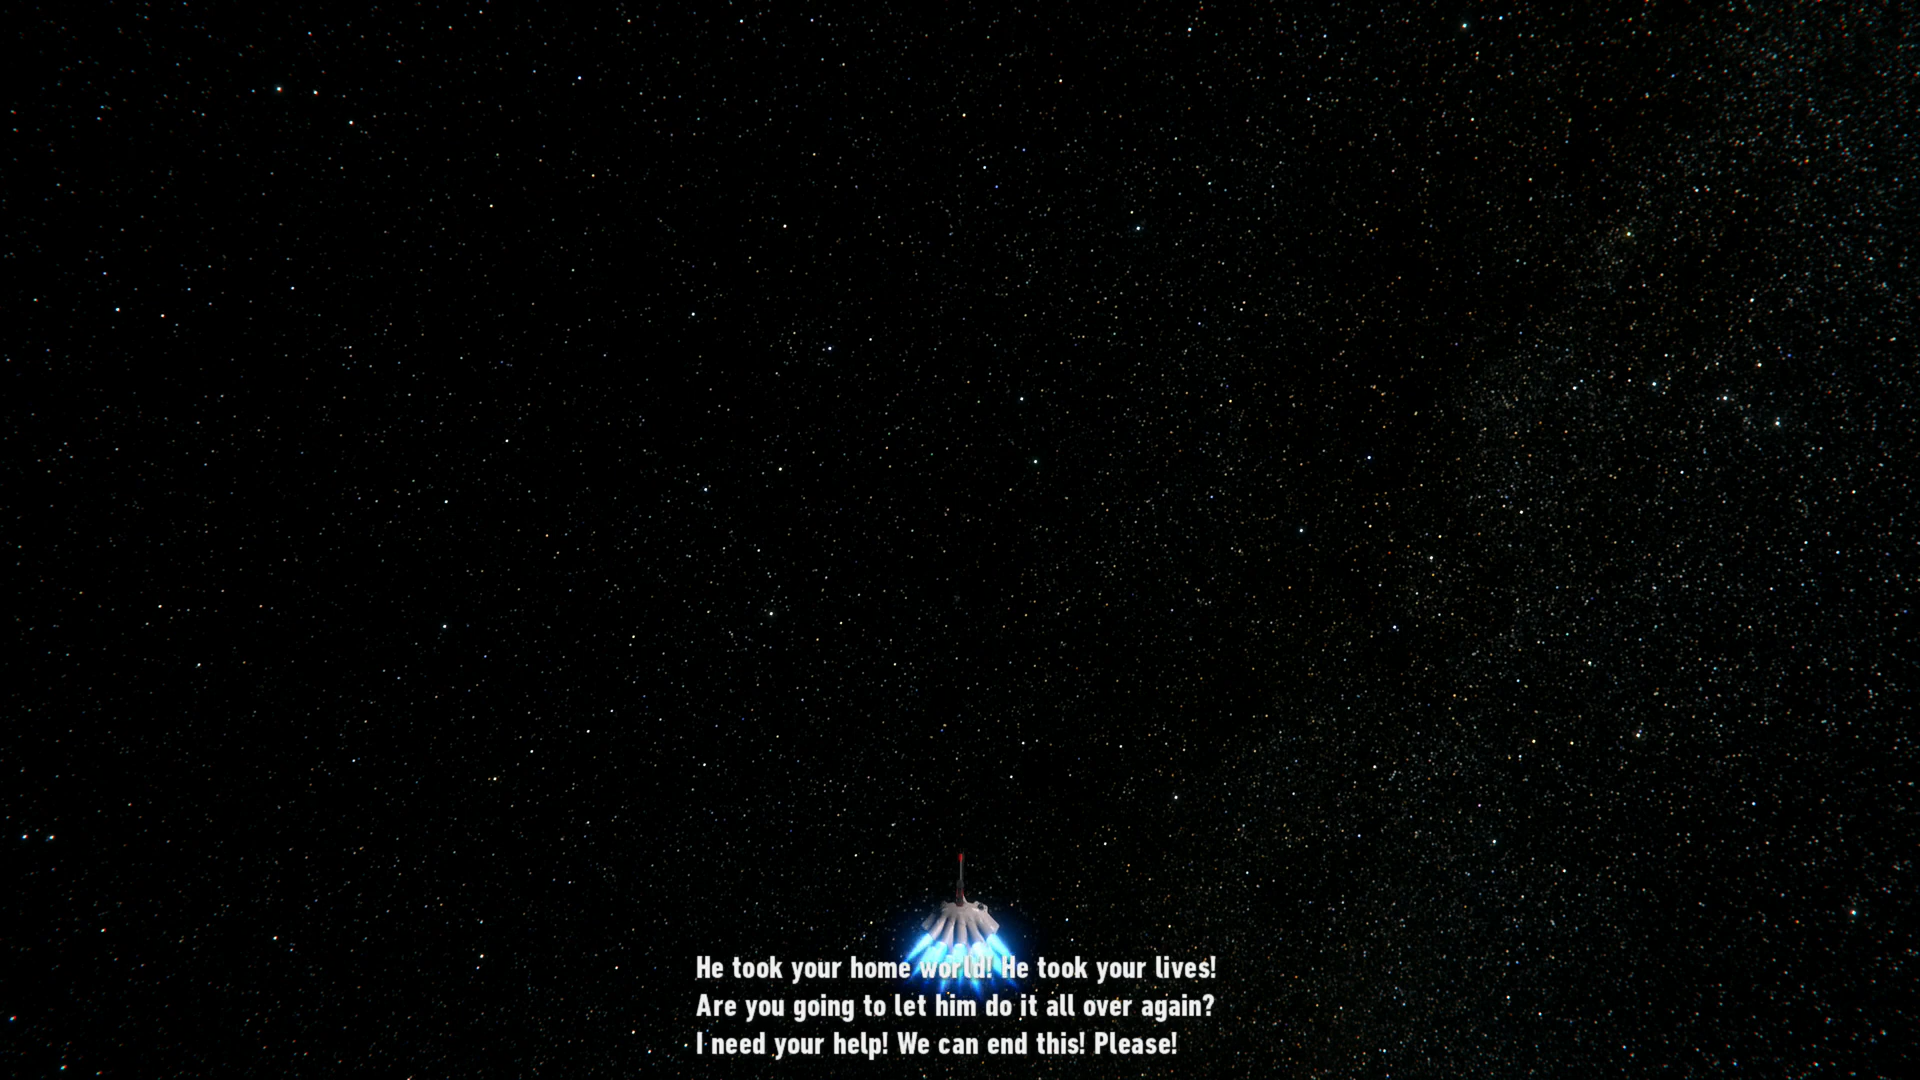 He took your home world! He took your lives!
Are you going to let him do it all over again?
I need your help! We can end this! Please!